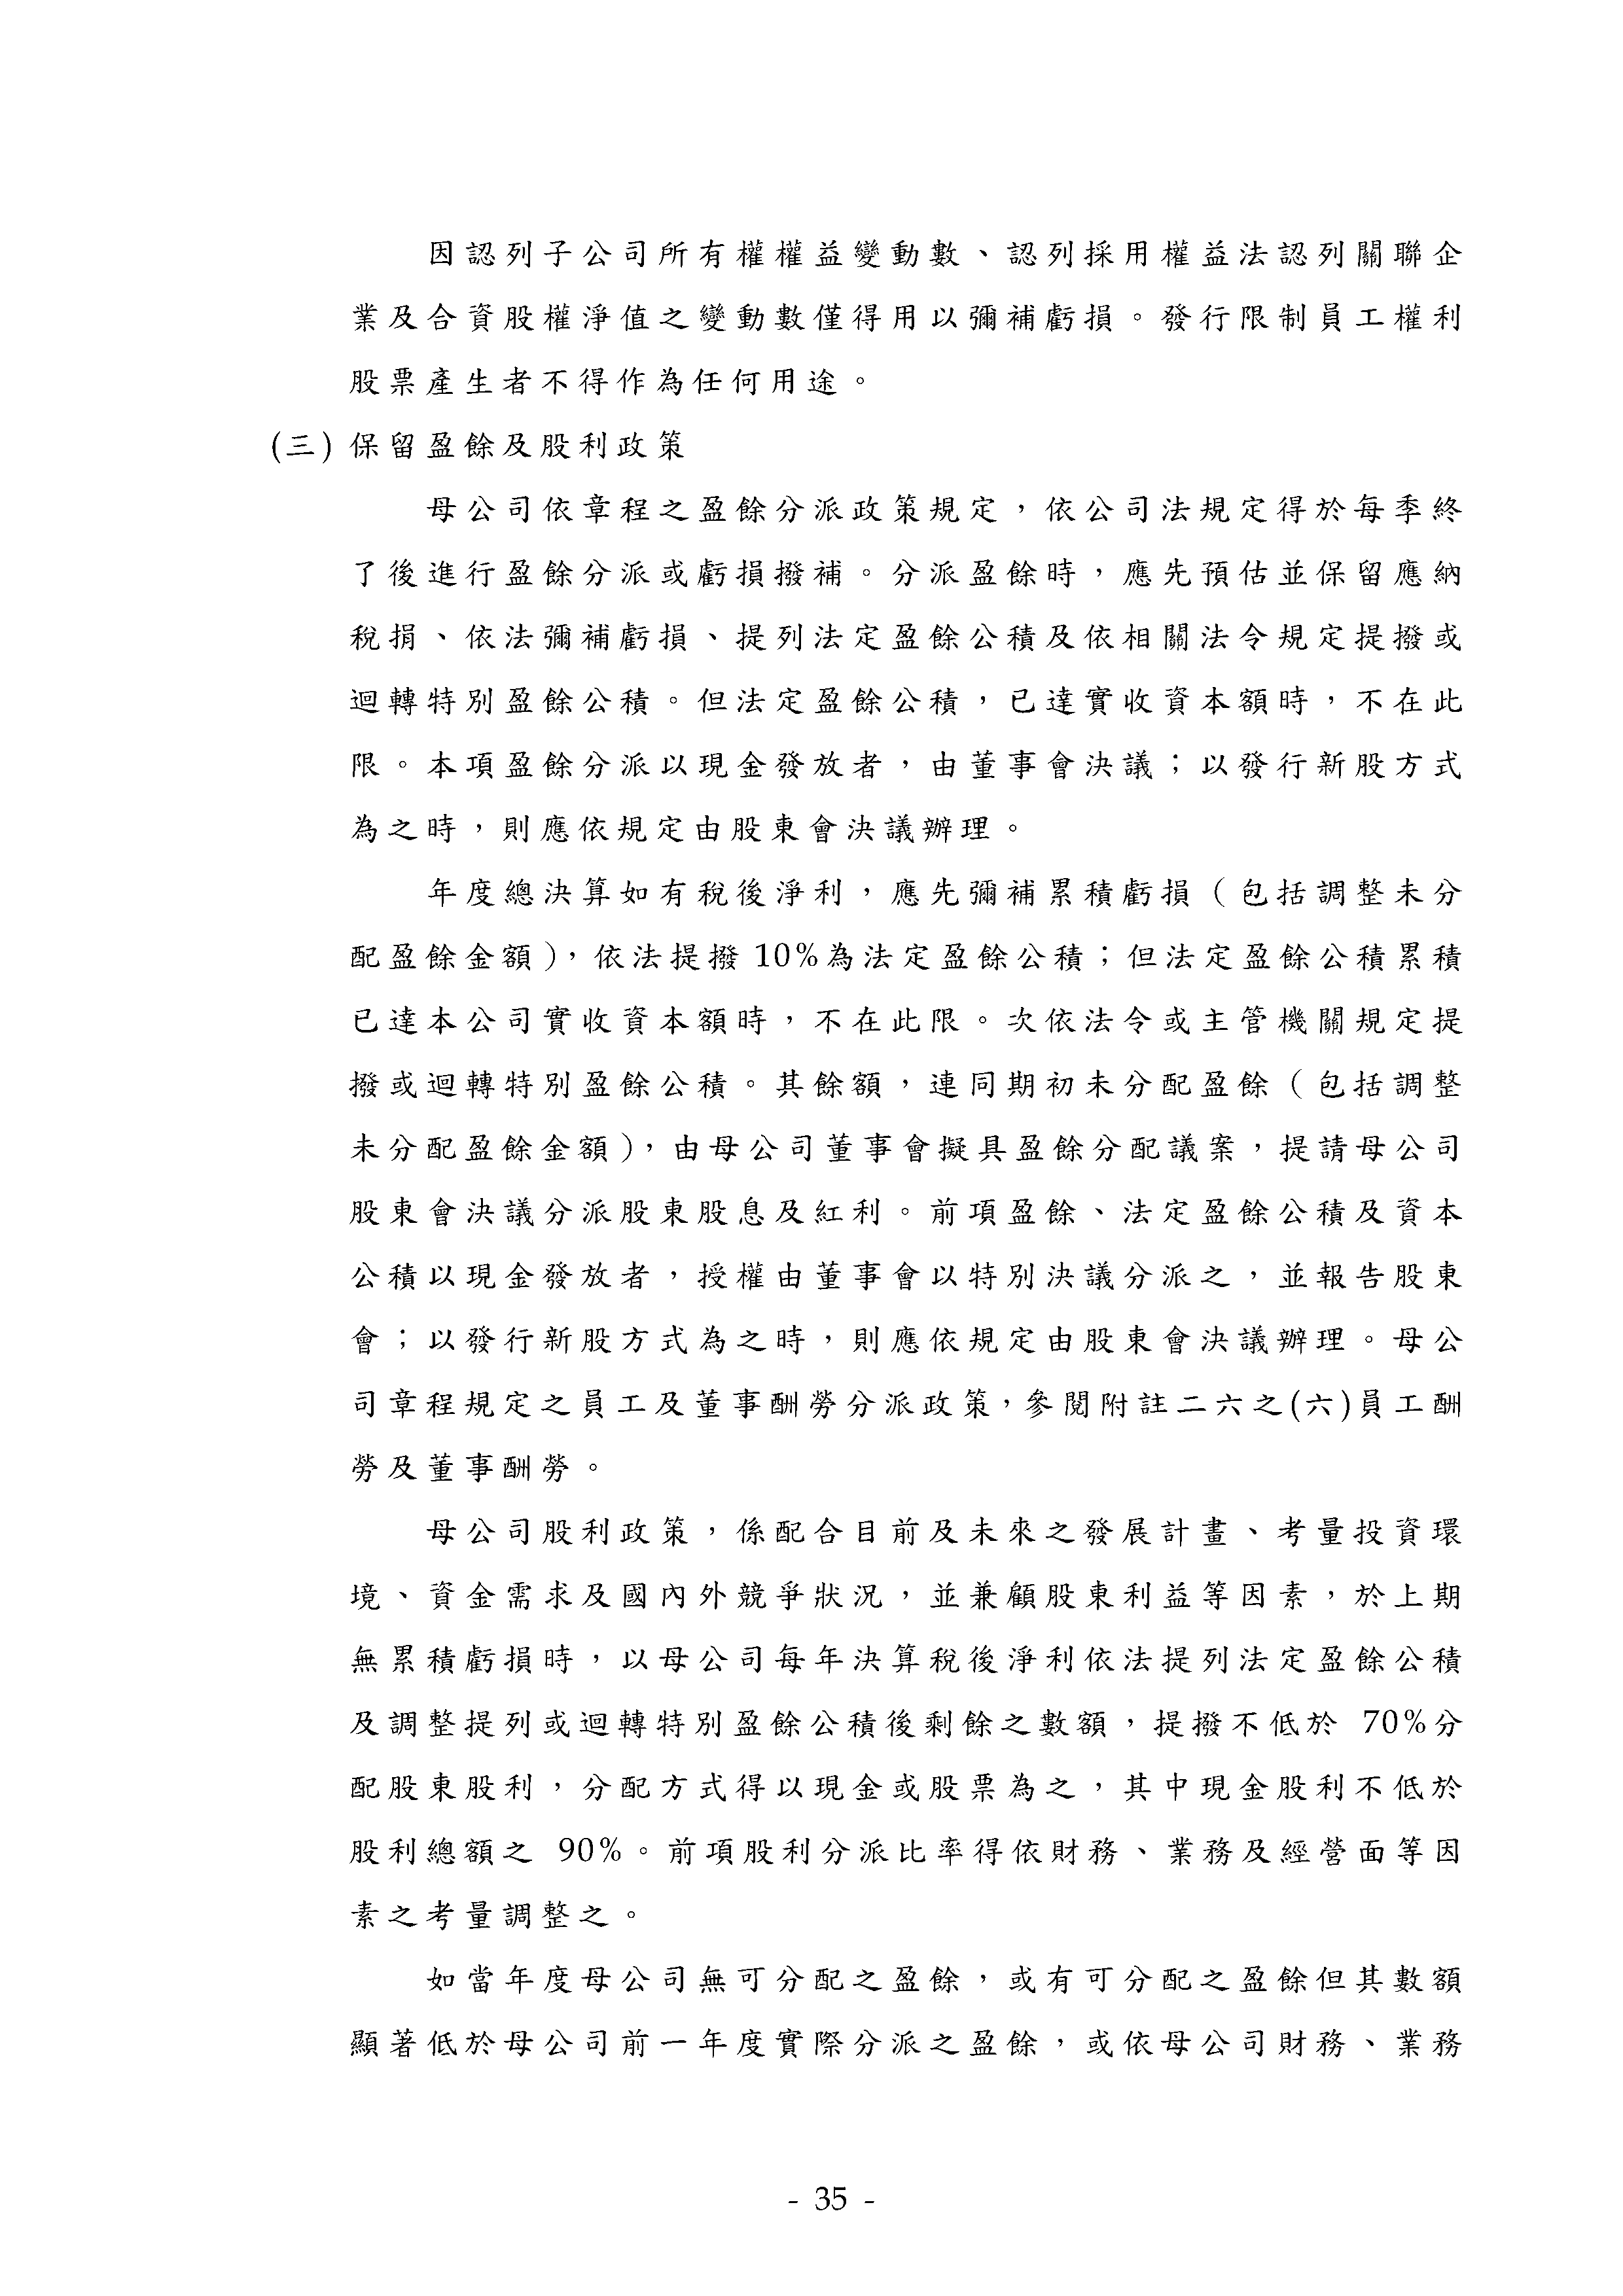 因認列子公司所有權權益變動數、認列採用權益法認列關聯企
業及合資股權淨值之變動數僅得用以彌補虧損。發行限制員工權利
股票產生者不得作為任何用途。
(三) 保留盈餘及股利政策
母公司依章程之盈餘分派政策規定，依公司法規定得於每季終
了後進行盈餘分派或虧損撥補。分派盈餘時，應先預估並保留應納
稅捐、依法彌補虧損、提列法定盈餘公積及依相關法令規定提撥或
迴轉特別盈餘公積。但法定盈餘公積，已達實收資本額時，不在此
限。本項盈餘分派以現金發放者，由董事會決議；以發行新股方式
為之時，則應依規定由股東會決議辦理。
年度總決算如有稅後淨利，應先彌補累積虧損（包括調整未分
配盈餘金額），依法提撥 10%為法定盈餘公積；但法定盈餘公積累積
已達本公司實收資本額時，不在此限。次依法令或主管機關規定提
撥或迴轉特別盈餘公積。其餘額，連同期初未分配盈餘（包括調整
未分配盈餘金額），由母公司董事會擬具盈餘分配議案，提請母公司
股東會決議分派股東股息及紅利。前項盈餘、法定盈餘公積及資本
公積以現金發放者，授權由董事會以特別決議分派之，並報告股東
會；以發行新股方式為之時，則應依規定由股東會決議辦理。母公
司章程規定之員工及董事酬勞分派政策，參閱附註二六之(六)員工酬
勞及董事酬勞。
母公司股利政策，係配合目前及未來之發展計畫、考量投資環
境、資金需求及國內外競爭狀況，並兼顧股東利益等因素，於上期
無累積虧損時，以母公司每年決算稅後淨利依法提列法定盈餘公積
及調整提列或迴轉特別盈餘公積後剩餘之數額，提撥不低於 70%分
配股東股利，分配方式得以現金或股票為之，其中現金股利不低於
股利總額之 90%。前項股利分派比率得依財務、業務及經營面等因
素之考量調整之。
如當年度母公司無可分配之盈餘，或有可分配之盈餘但其數額
顯著低於母公司前一年度實際分派之盈餘，或依母公司財務、業務
- 35 -